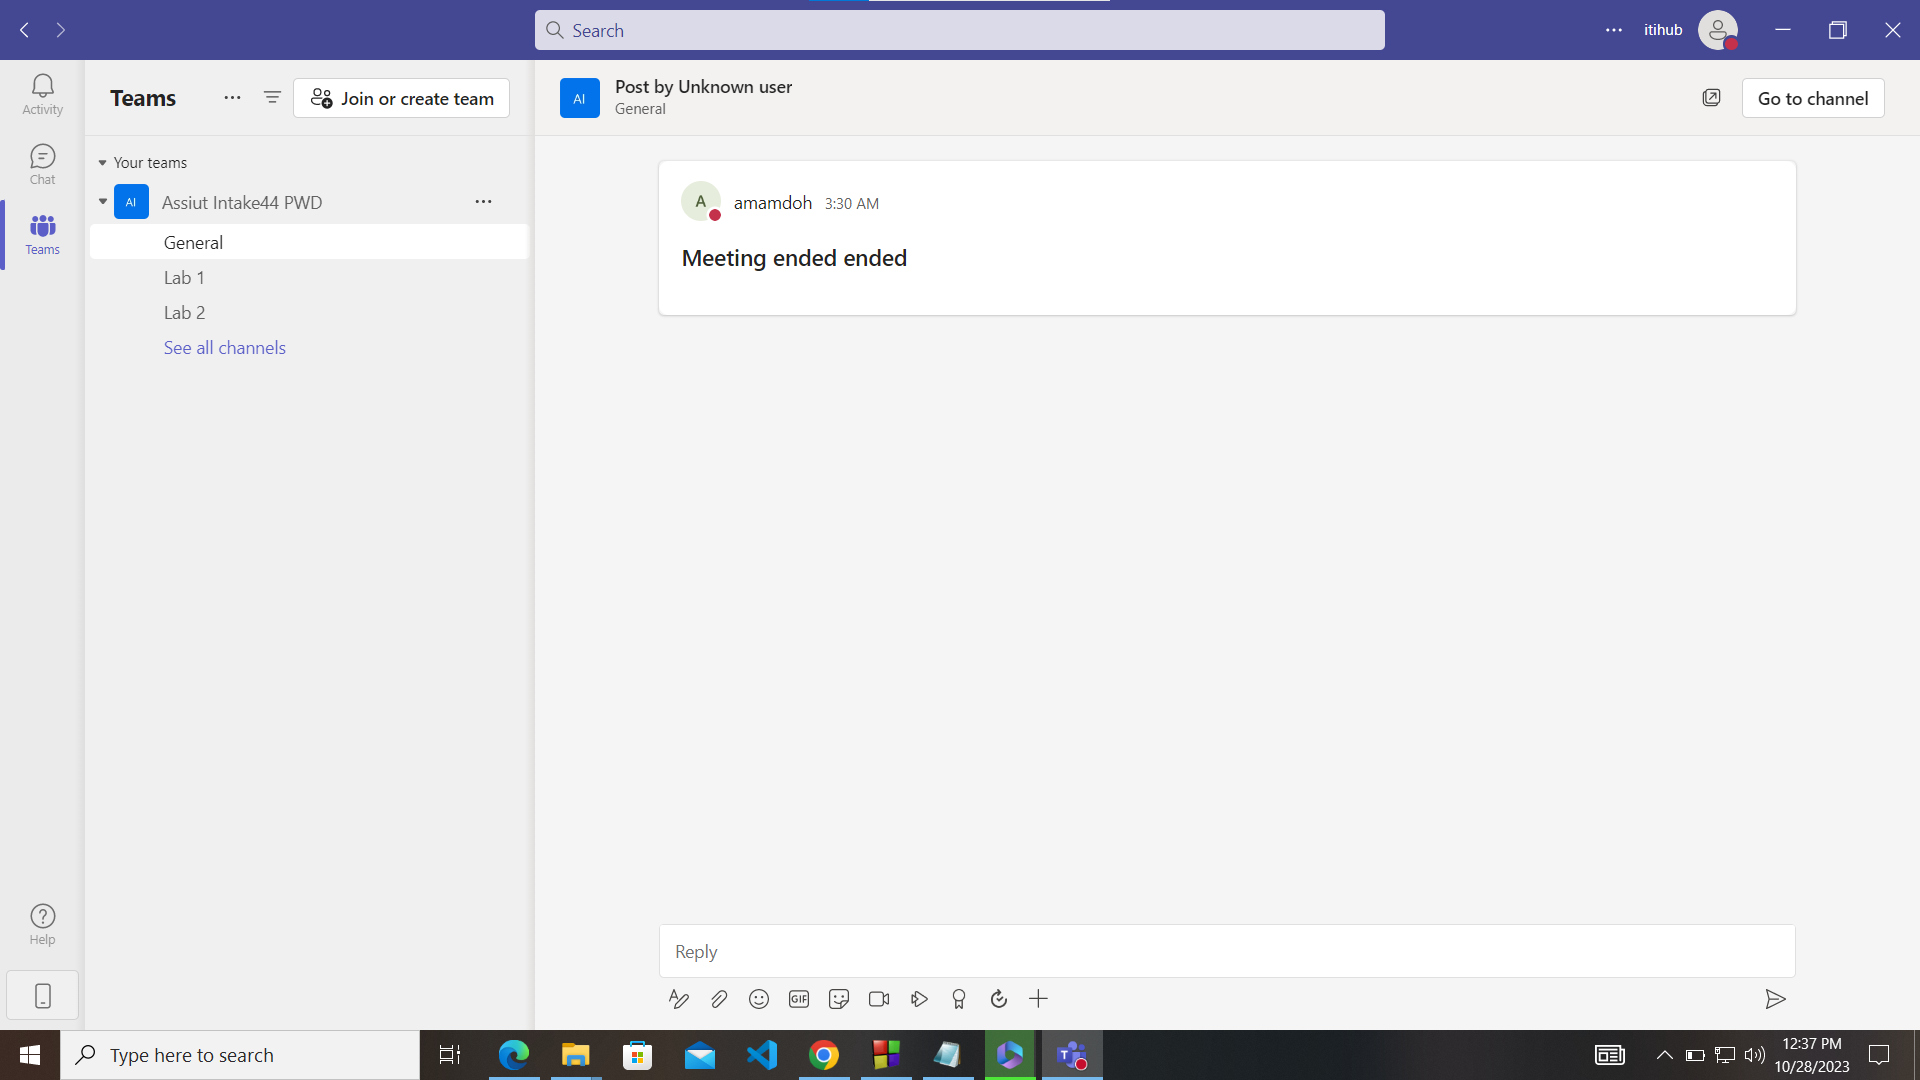 Search
itihub
Activity
Chat
Teams
Help
Teams
Join or create team
Your teams
AI
Assiut Intake44 PWD
General
Lab 1
Lab 2
See all channels
AI
Post by Unknown user
General
Go to channel
A
amamdoh 3:30 AM
Meeting ended ended
Reply
GIF
Type here to search
T
12:37 PM
10/28/2023